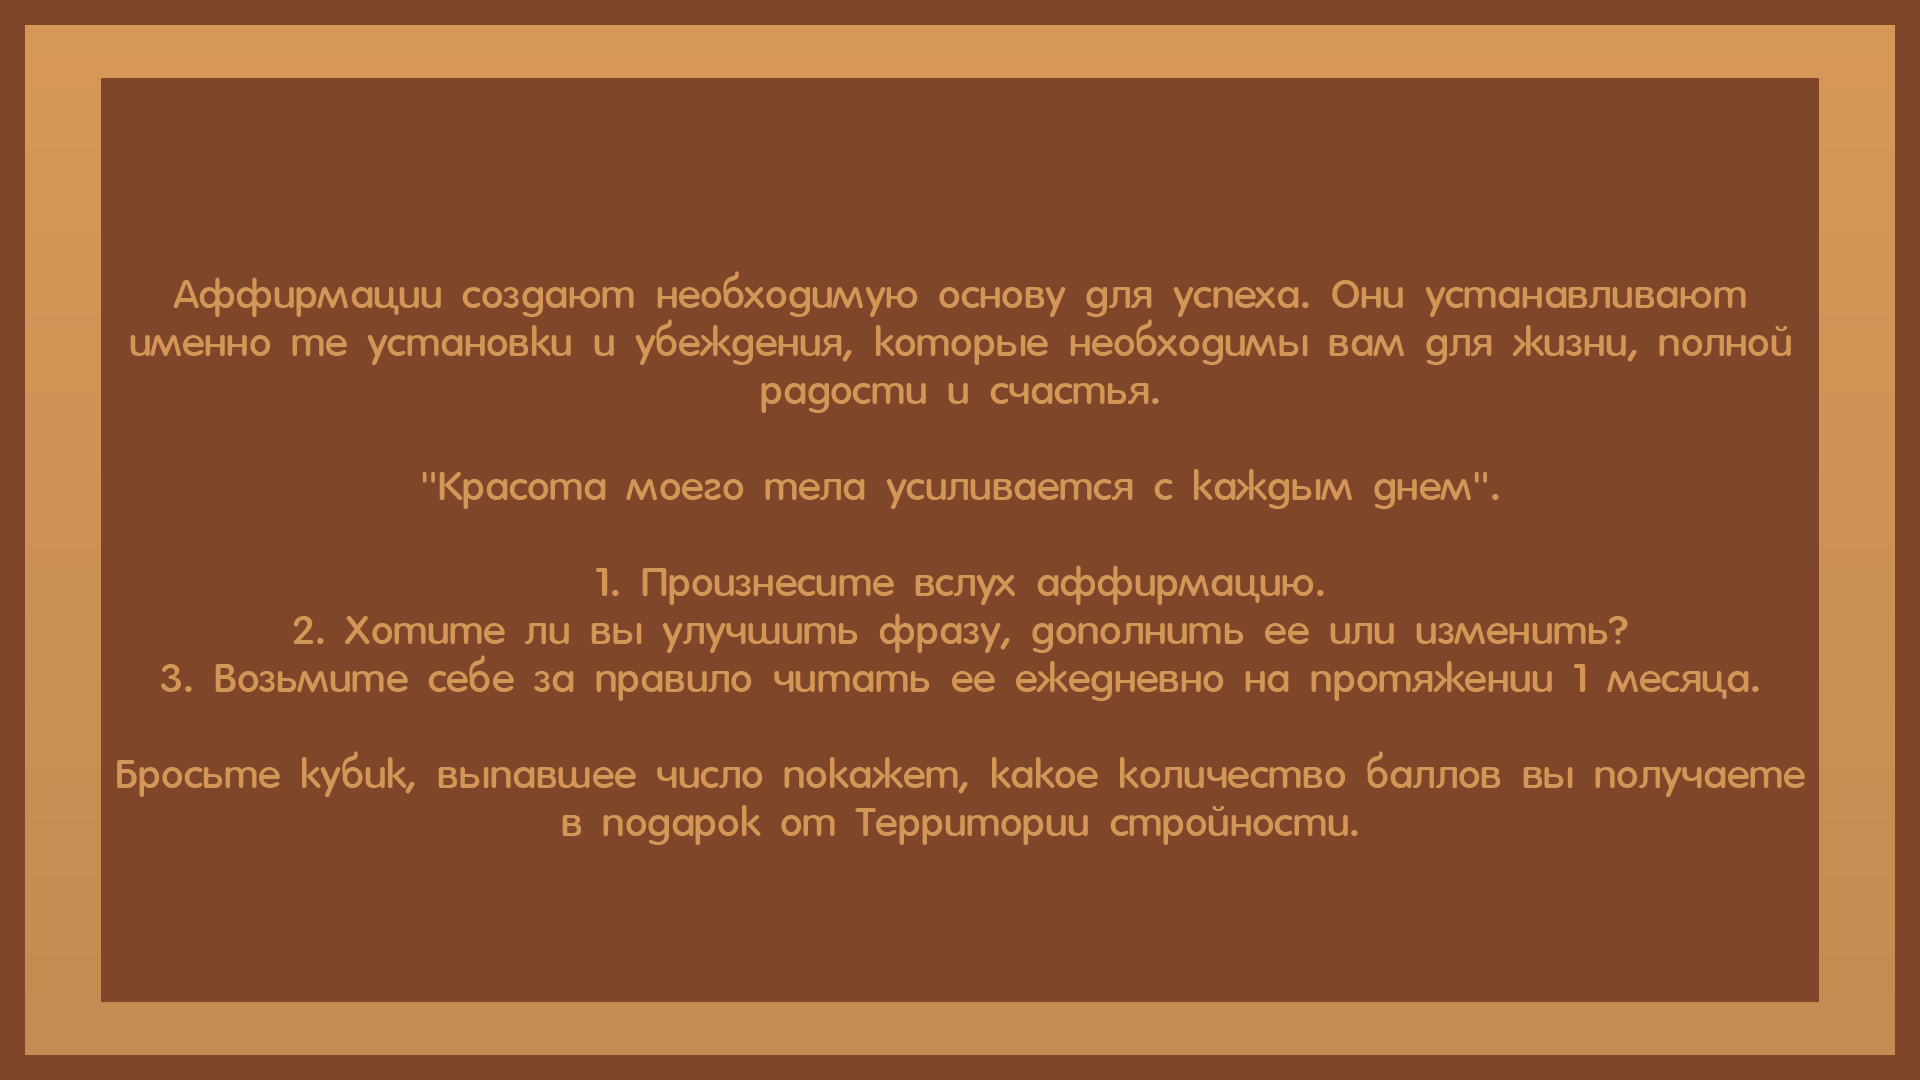 Аффирмации создают необходимую основу для успеха. Они устанавливают
именно те установки и убеждения, которые необходимы вам для жизни, полной
радости и счастья.
"Красота моего тела усиливается с каждым днем".
1. Произнесите вслух аффирмацию.
2. Хотите ли вы улучшить фразу, дополнить ее или изменить?
3. Возьмите себе за правило читать ее ежедневно на протяжении 1 месяца.
Бросьте кубик, выпавшее число покажет, какое количество баллов вы получаете
в подарок от Территории стройности.